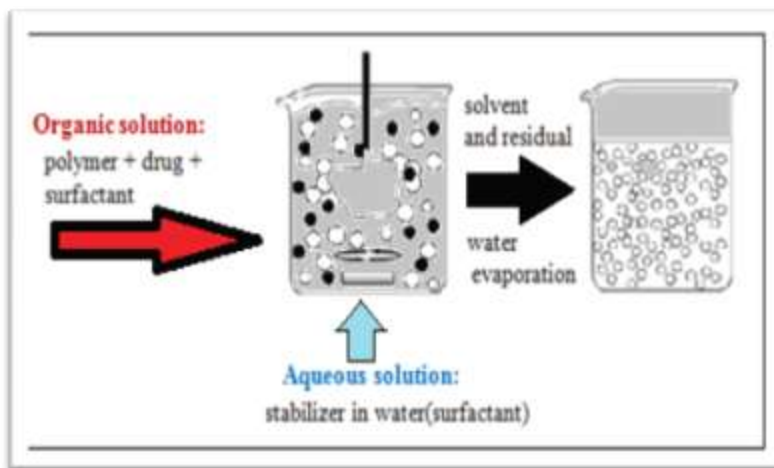 Organic solution:
polymer + drug +
surfactant
solvent
and residual
water
evaporation
Aqueous solution:
stabilizer in water(surfactant)